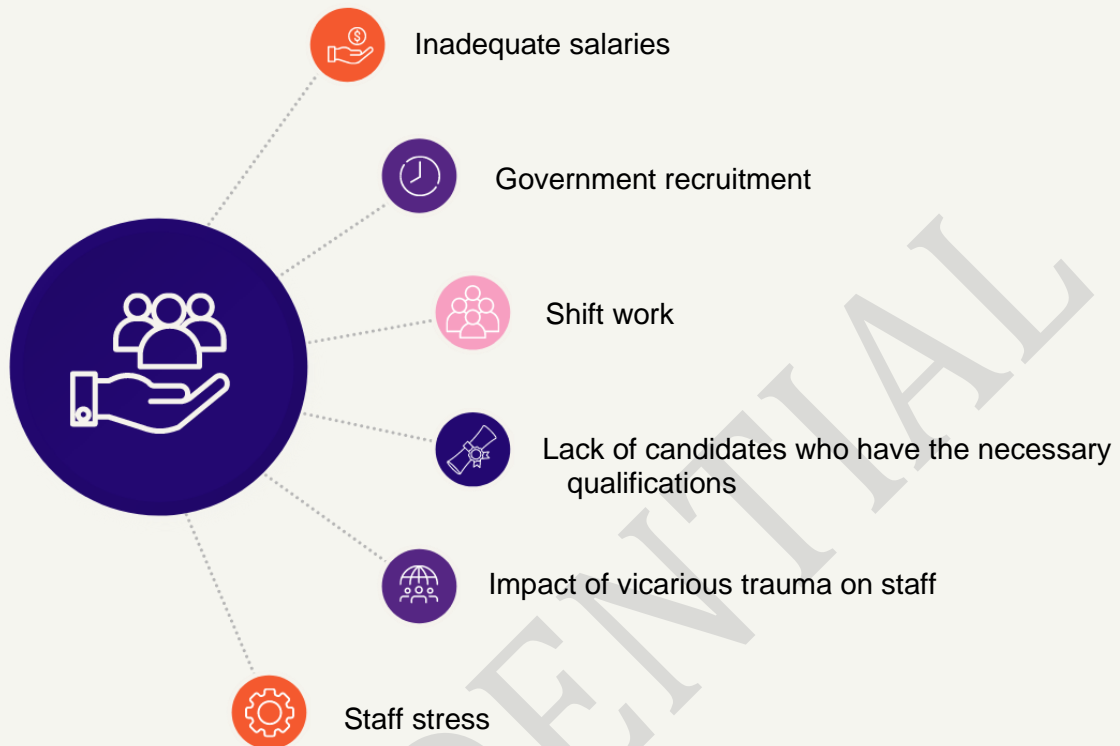 Inadequate salaries
Government recruitment
Shift work
Lack of candidates who have the necessary
qualifications
Impact of vicarious trauma on staff
Staff stress
DENTIAL